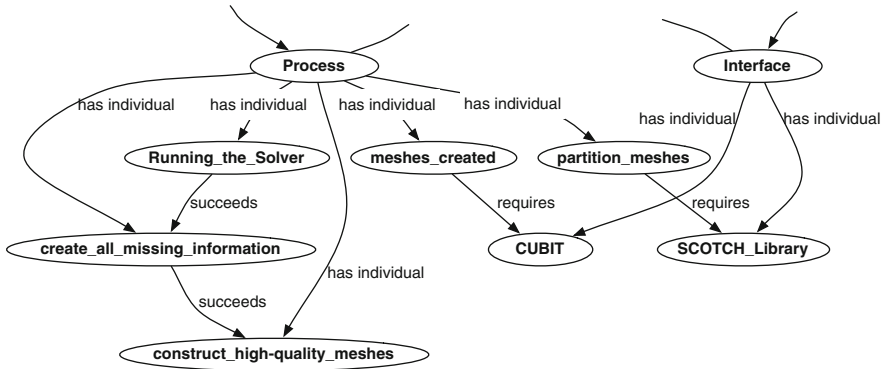 Process
Interface
has individual
has individual
has individual
has individual
has individual
has individual
Running_the_Solver
meshes_created
partition_meshes
succeeds
requires
requires
create_all_missing_information
CUBIT
SCOTCH_Library
has individual
succeeds
construct_high-quality_meshes